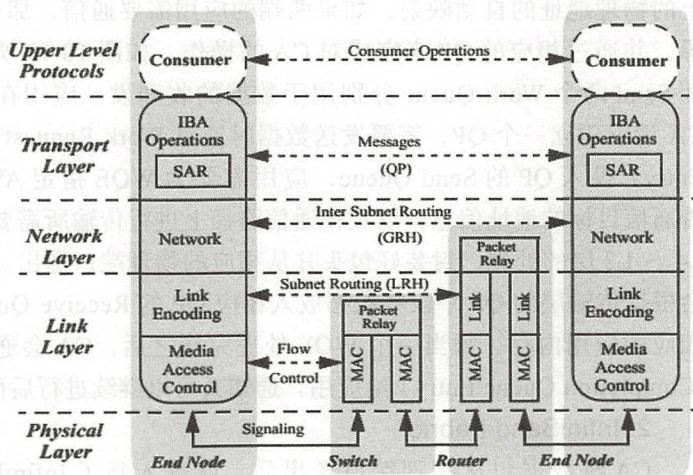 Upper Level
Protocols
Consumer
Consumer Operations
Consumer
Transport
Layer
IBA
Operations
SAR
Messages
(QP)
IBA
Operations
SAR
Network
Layer
Network
Inter Subnet Routing
(GRH)
Packet
Relay
Network
Link
Layer
Link
Encoding
Subnet Routing (LRH)
Packet
Relay
Link
Link
Link
Encoding
Media
Access
Control
Flow
Control
MAC
MAC
MAC
MAC
Media
Access
Control
Physical
Layer
Signaling
End Node
Switch
Router
End Node